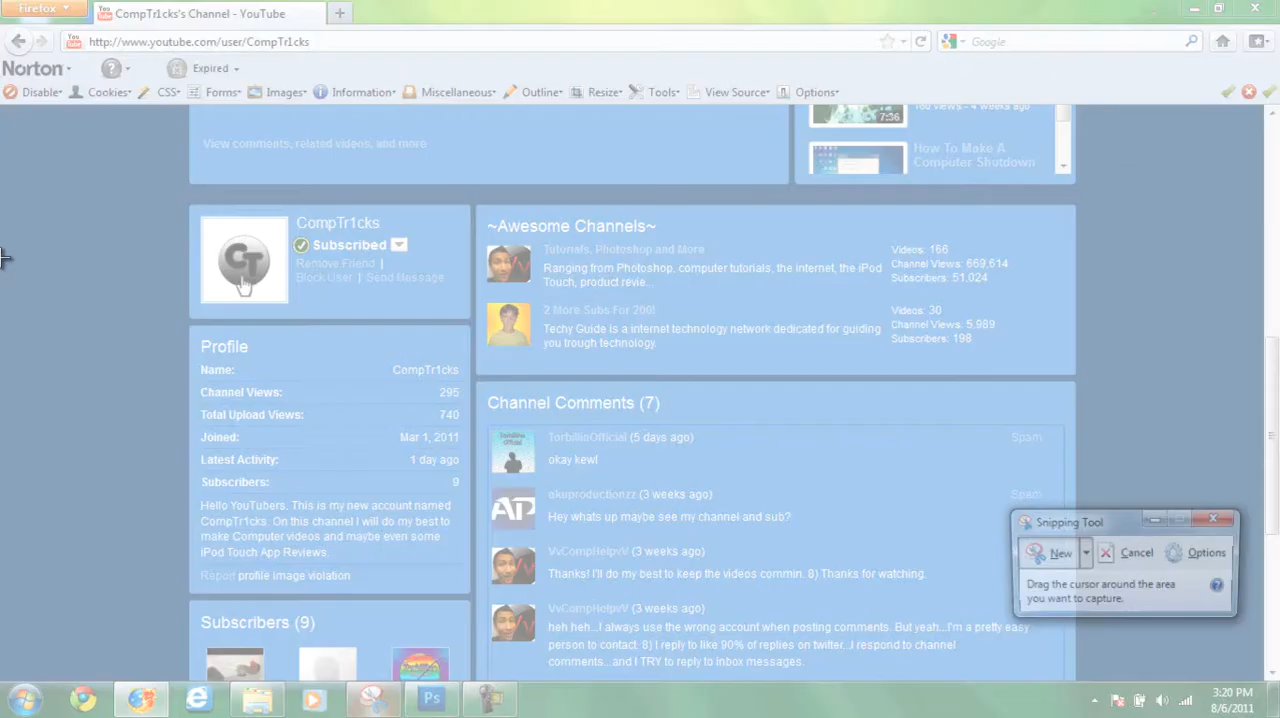 Firefox
CompTr1cks's Channel - YouTube
http://www.youtube.com/user/CompTr1cks
Google
Norton
Expired
Disable
Cookies
CSS
Forms
Images
Information
Miscellaneous
Outline
Resize
Tools
View Source
Options
View comments, related videos, and more
7:36
160 views - 4 weeks ago
How To Make A
Computer Shutdown
CompTr1cks
Subscribed
Remove Friend |
Block User | Send Message
CT
~Awesome Channels~
Tutorials, Photoshop and More
Ranging from Photoshop, computer tutorials, the internet, the iPod
Touch, product revie...
Videos: 166
Channel Views: 669,614
Subscribers: 51,024
2 More Subs For 200!
Techy Guide is a internet technology network dedicated for guiding
you trough technology.
Videos: 30
Channel Views: 5,989
Subscribers: 198
Profile
Name: CompTr1cks
Channel Views: 295
Total Upload Views: 740
Joined: Mar 1, 2011
Latest Activity: 1 day ago
Subscribers: 9
Hello YouTubers. This is my new account named
CompTr1cks. On this channel I will do my best to
make Computer videos and maybe even some
iPod Touch App Reviews.
Report profile image violation
Subscribers (9)
Channel Comments (7)
TorbillinOfficial (5 days ago) Spam
okay kewl
akuproductionzz (3 weeks ago) Spam
AP
Hey whats up maybe see my channel and sub?
VvCompHelpvV (3 weeks ago)
Thanks! I'll do my best to keep the videos commin. 8) Thanks for watching.
VvCompHelpvV (3 weeks ago)
heh heh...I always use the wrong account when posting comments. But yeah...I'm a pretty easy
person to contact. 8) I reply to like 90% of replies on twitter...I respond to channel
comments...and I TRY to reply to inbox messages.
Snipping Tool
New Cancel Options
Drag the cursor around the area
you want to capture.
Ps
3:20 PM
8/6/2011